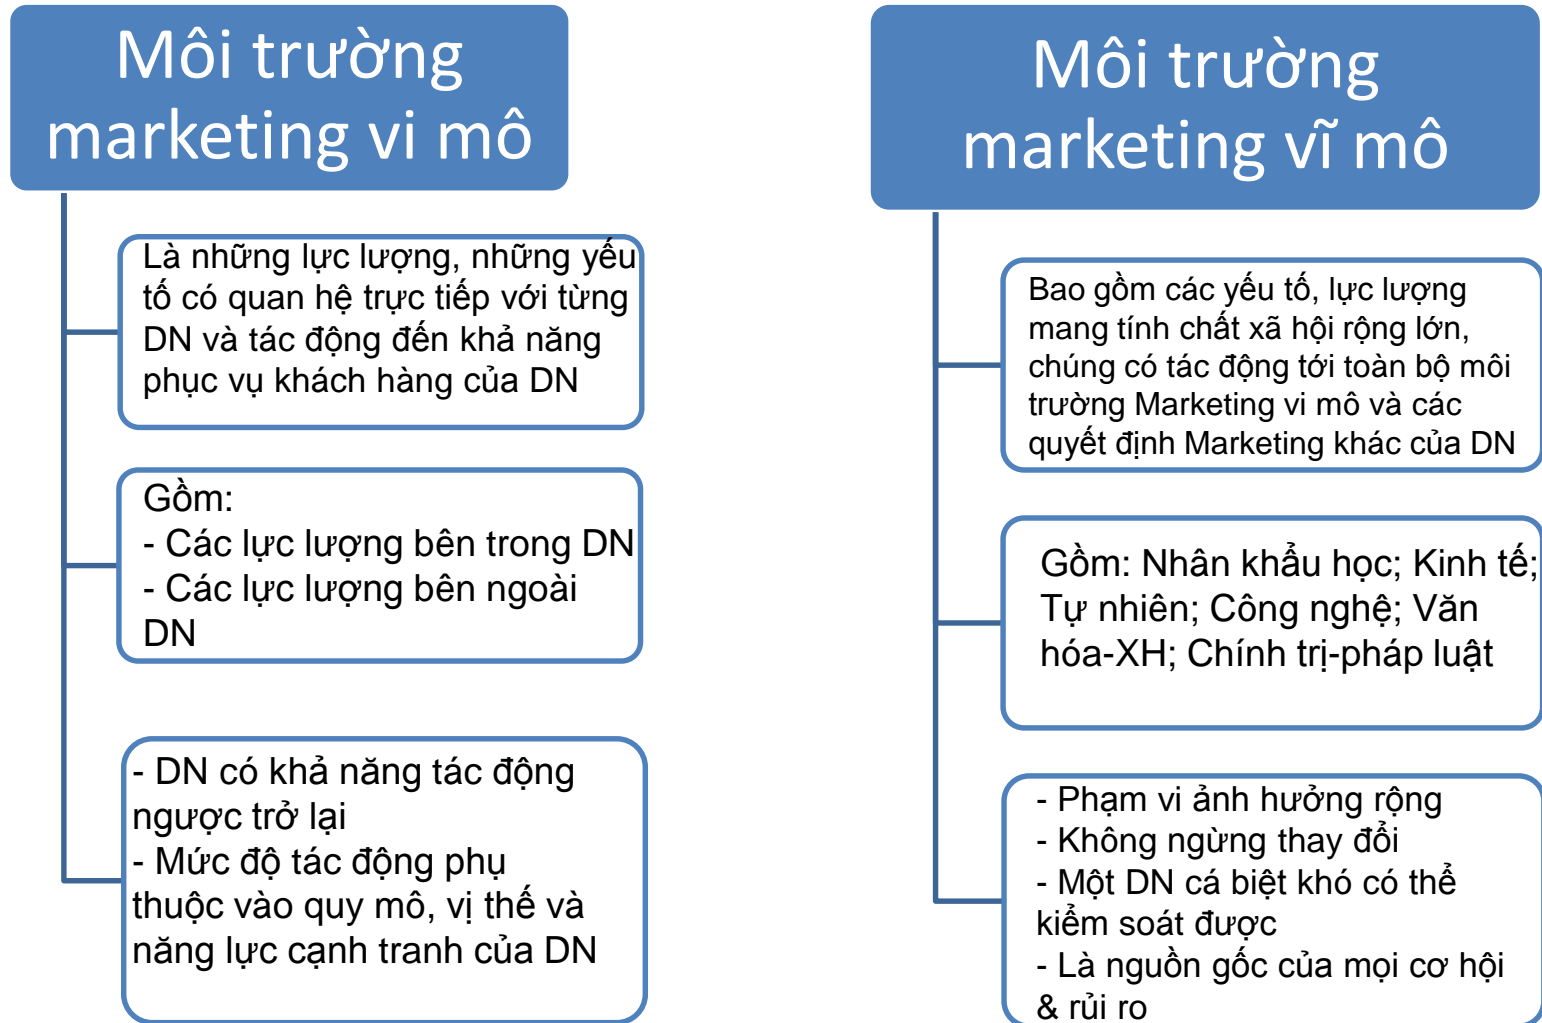 Môi trường
marketing vi mô
Là những lực lượng, những yếu
tố có quan hệ trực tiếp với từng
DN và tác động đến khả năng
phục vụ khách hàng của DN
Gồm:
- Các lực lượng bên trong DN
- Các lực lượng bên ngoài
DN
- DN có khả năng tác động
ngược trở lại
- Mức độ tác động phụ
thuộc vào quy mô, vị thế và
năng lực cạnh tranh của DN
Môi trường
marketing vĩ mô
Bao gồm các yếu tố, lực lượng
mang tính chất xã hội rộng lớn,
chúng có tác động tới toàn bộ môi
trường Marketing vi mô và các
quyết định Marketing khác của DN
Gồm: Nhân khẩu học; Kinh tế;
Tự nhiên; Công nghệ; Văn
hóa-XH; Chính trị-pháp luật
- Phạm vi ảnh hưởng rộng
- Không ngừng thay đổi
- Một DN cá biệt khó có thể
kiểm soát được
- Là nguồn gốc của mọi cơ hội
& rủi ro